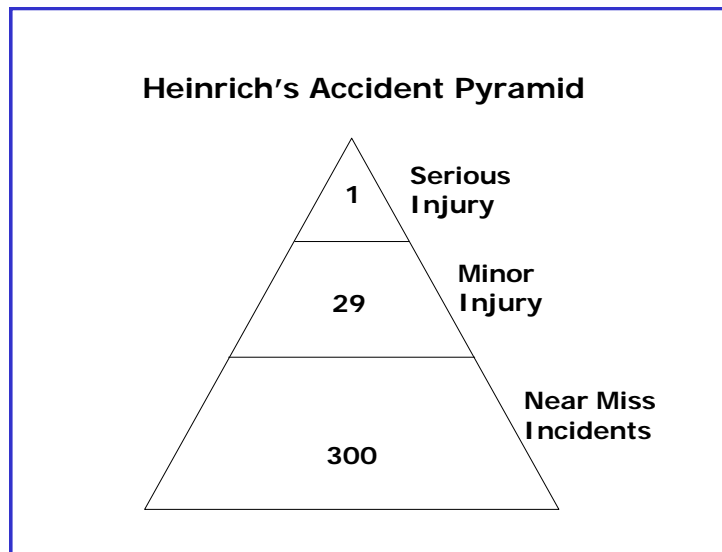 Heinrich's Accident Pyramid
1
Serious
Injury
29
Minor
Injury
300
Near Miss
Incidents